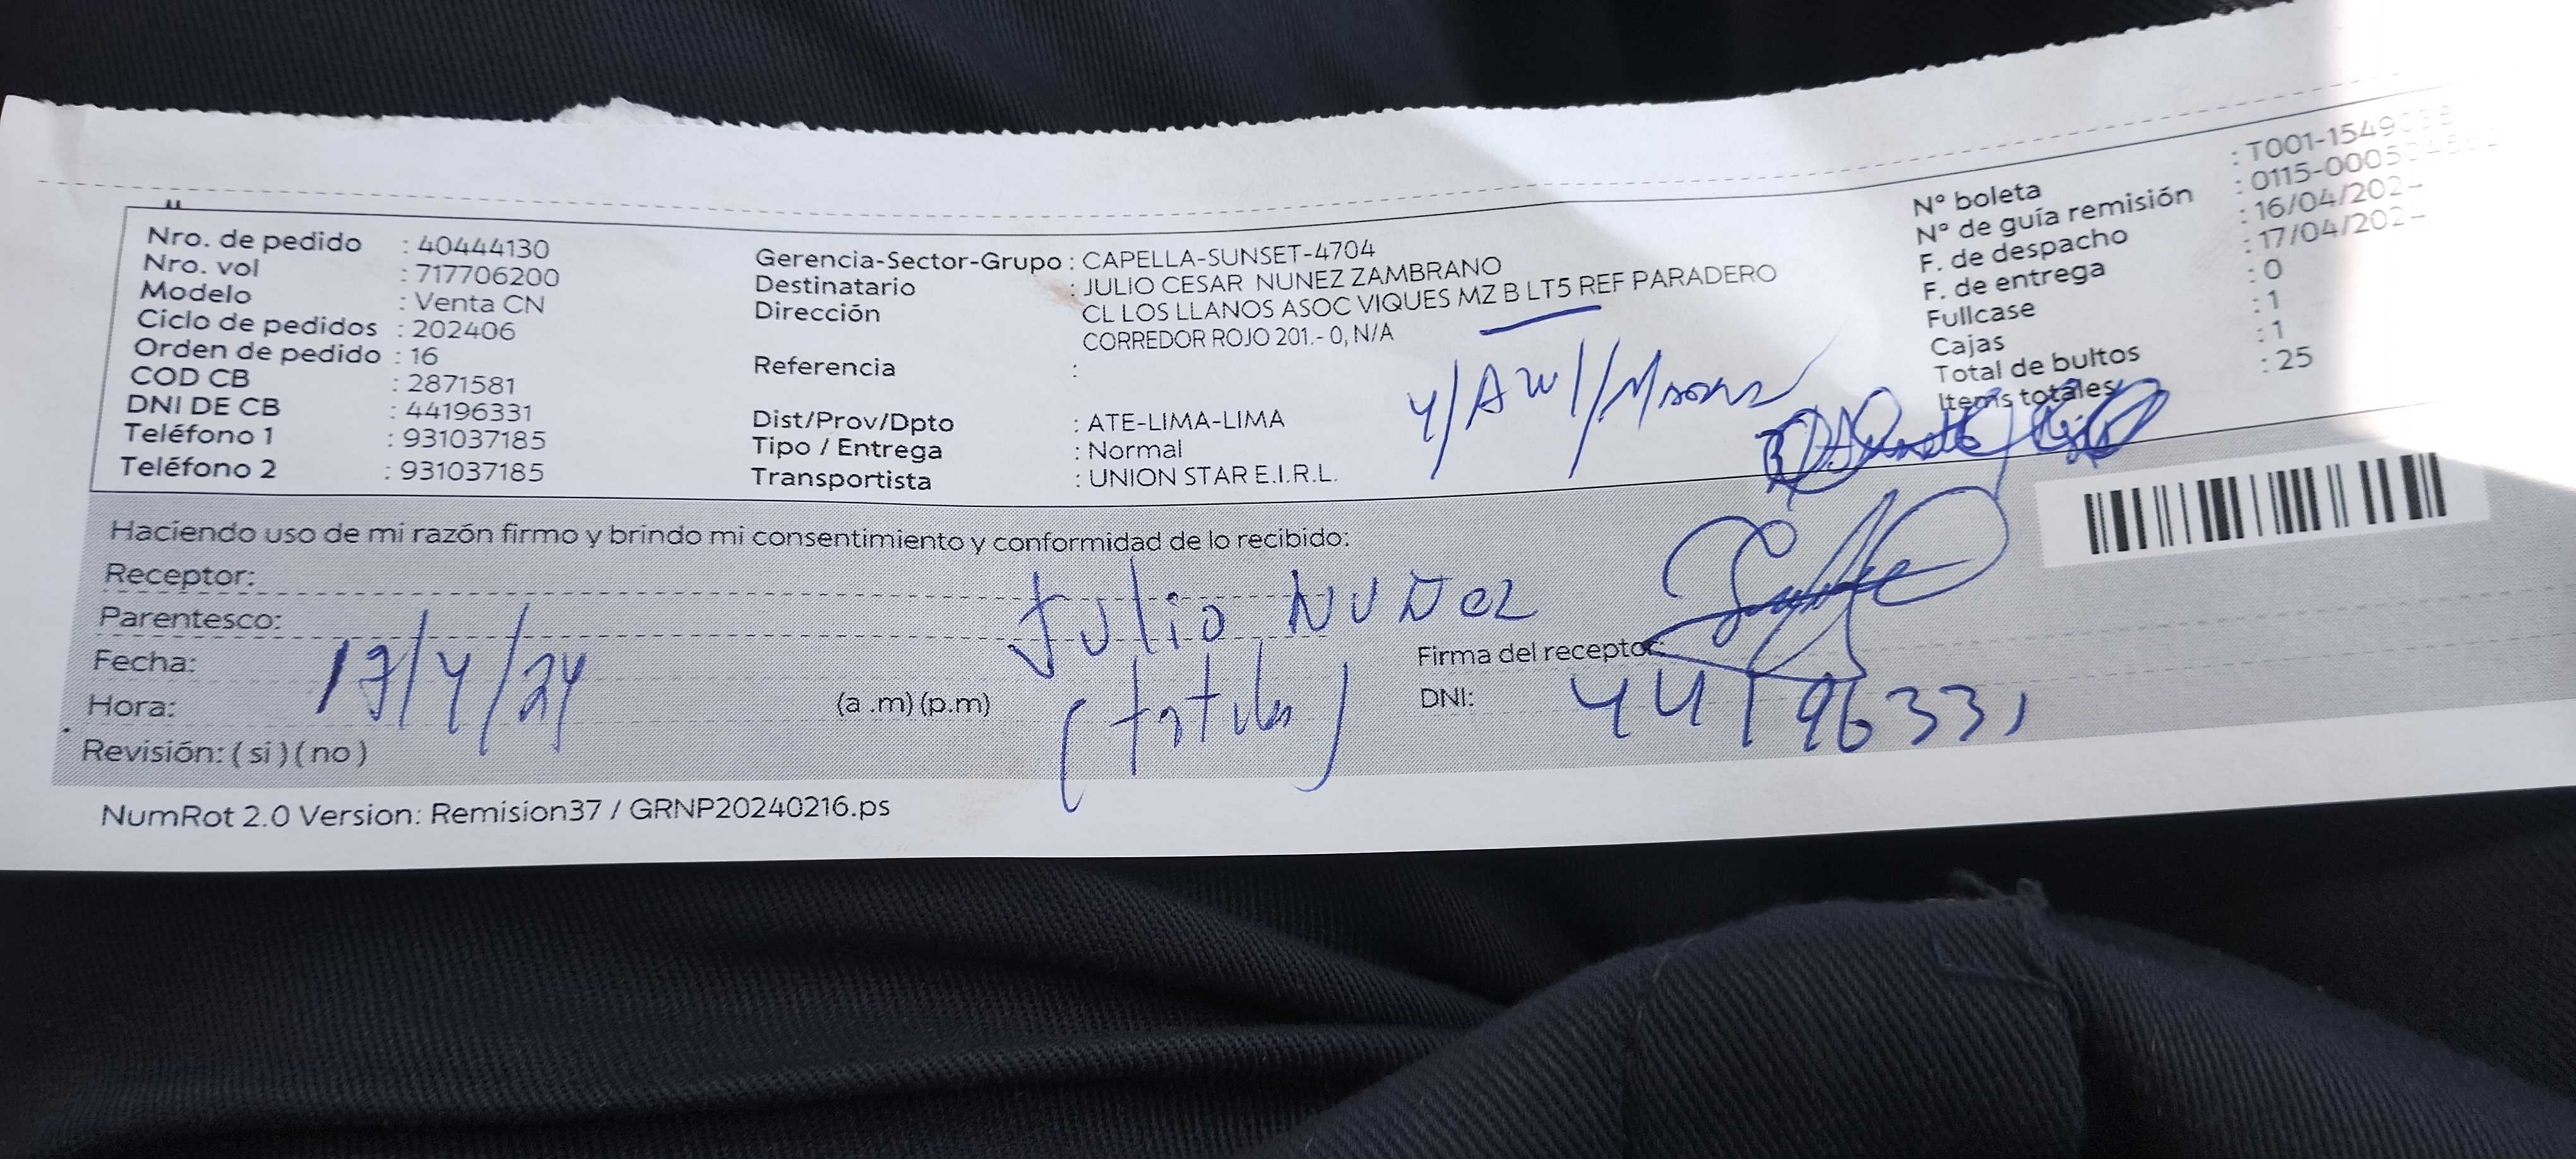 Nro. de pedido : 40444130
Nro. vol : 717706200
Modelo : Venta CN
Ciclo de pedidos : 202406
Orden de pedido : 16
COD CB : 2871581
DNI DE CB : 44196331
Teléfono 1 : 931037185
Teléfono 2 : 931037185
Gerencia-Sector-Grupo : CAPELLA-SUNSET-4704
Destinatario : JULIO CESAR NUNEZ ZAMBRANO
Dirección : CL LOS LLANOS ASOC VIQUES MZ B LT5 REF PARADERO
CORREDOR ROJO 201.- 0, N/A
Referencia :
Dist/Prov/Dpto : ATE-LIMA-LIMA
Tipo / Entrega : Normal
Transportista : UNION STAR E.I.R.L.
N° boleta : T001-1549
N° de guía remisión : 0115-0005
F. de despacho : 16/04/202
F. de entrega : 17/04/202
Fullcase : 0
Cajas : 1
Total de bultos : 1
Items totales : 25
Haciendo uso de mi razón firmo y brindo mi consentimiento y conformidad de lo recibido:
Receptor: Julio NUÑez
Parentesco:
Fecha: 17/4/24
Firma del receptor:
Hora: (a .m) (p.m)
DNI: 44196331
Revisión: ( si ) ( no )
NumRot 2.0 Version: Remision37 / GRNP20240216.ps